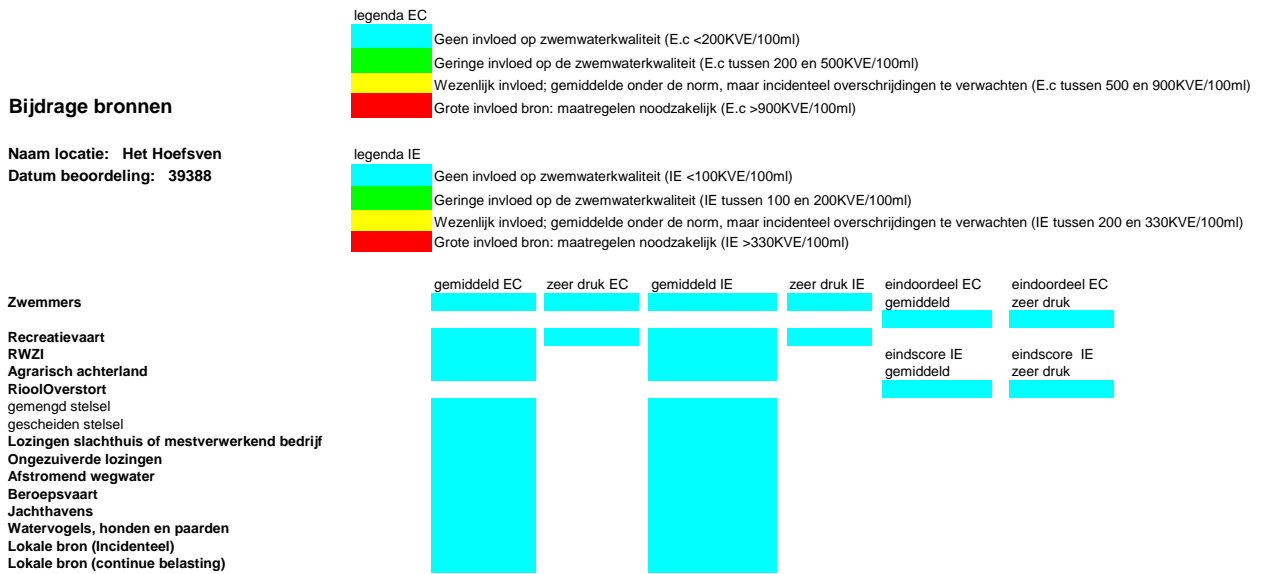 legenda EC
Geen invloed op zwemwaterkwaliteit (E.c <200KVE/100ml)
Geringe invloed op de zwemwaterkwaliteit (E.c tussen 200 en 500KVE/100ml)
Wezenlijk invloed; gemiddelde onder de norm, maar incidenteel overschrijdingen te verwachten (E.c tussen 500 en 900KVE/100ml)
Bijdrage bronnen
Grote invloed bron: maatregelen noodzakelijk (E.c >900KVE/100ml)
Naam locatie: Het Hoefsven
legenda IE
Datum beoordeling: 39388
Geen invloed op zwemwaterkwaliteit (IE <100KVE/100ml)
Geringe invloed op de zwemwaterkwaliteit (IE tussen 100 en 200KVE/100ml)
Wezenlijk invloed; gemiddelde onder de norm, maar incidenteel overschrijdingen te verwachten (IE tussen 200 en 330KVE/100ml)
Grote invloed bron: maatregelen noodzakelijk (IE >330KVE/100ml)
gemiddeld EC zeer druk EC gemiddeld IE zeer druk IE eindoordeel EC eindoordeel EC
Zwemmers gemiddeld zeer druk
Recreatievaart
RWZI eindscore IE eindscore IE
Agrarisch achterland gemiddeld zeer druk
RioolOverstort
gemengd stelsel
gescheiden stelsel
Lozingen slachthuis of mestverwerkend bedrijf
Ongezuiverde lozingen
Afstromend wegwater
Beroepsvaart
Jachthavens
Watervogels, honden en paarden
Lokale bron (Incidenteel)
Lokale bron (continue belasting)